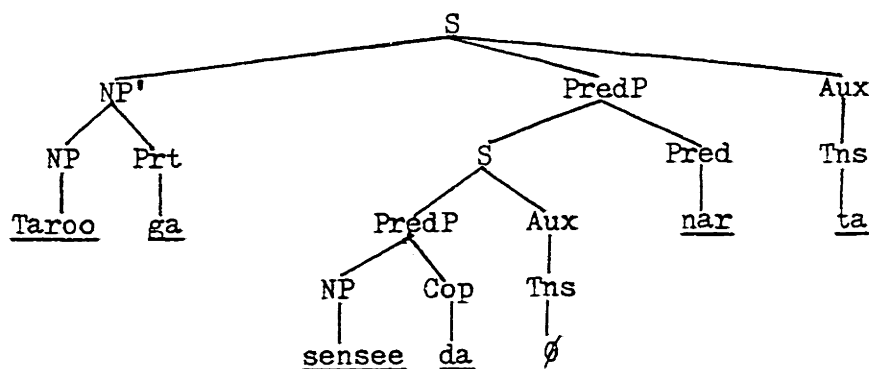 S
NP' PredP Aux
NP Prt S Pred Tns
Taroo ga PredP Aux nar ta
NP Cop Tns
sensee da ∅